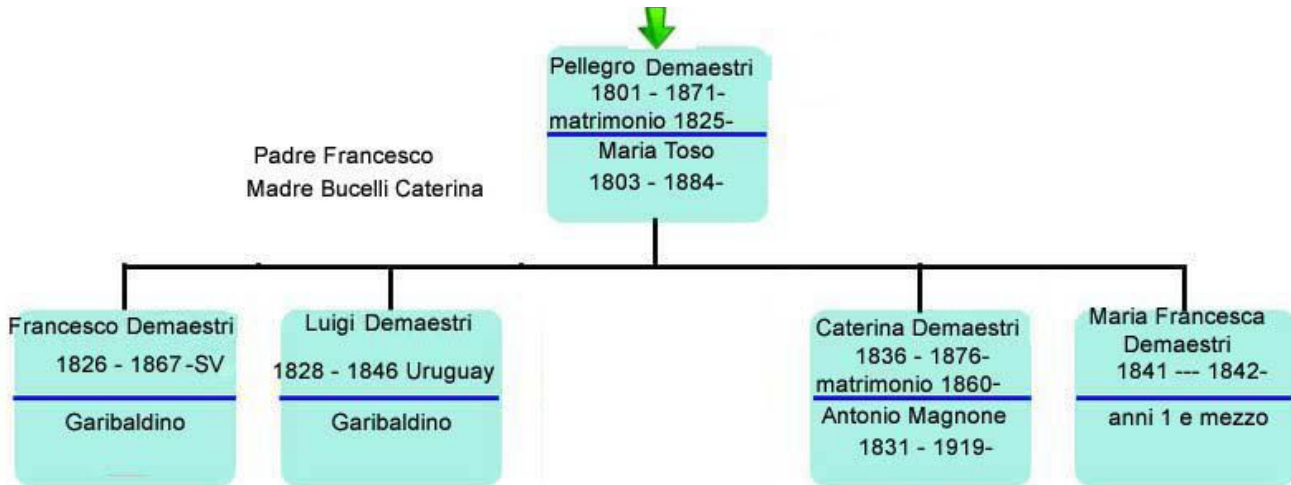 Pellegro Demaestri
1801 - 1871-
matrimonio 1825-
Maria Toso
1803 - 1884-
Padre Francesco
Madre Bucelli Caterina
Francesco Demaestri
1826 - 1867 -SV
Garibaldino
Luigi Demaestri
1828 - 1846 Uruguay
Garibaldino
Caterina Demaestri
1836 - 1876-
matrimonio 1860-
Antonio Magnone
1831 - 1919-
Maria Francesca
Demaestri
1841 --- 1842-
anni 1 e mezzo